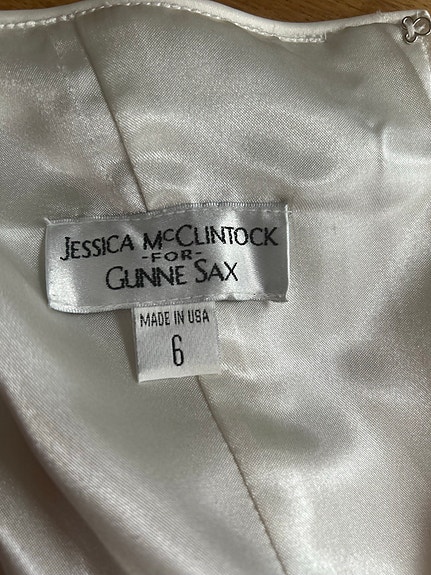 JESSICA McCLINTOCK
-FOR-
GUNNE SAX
MADE IN USA
6